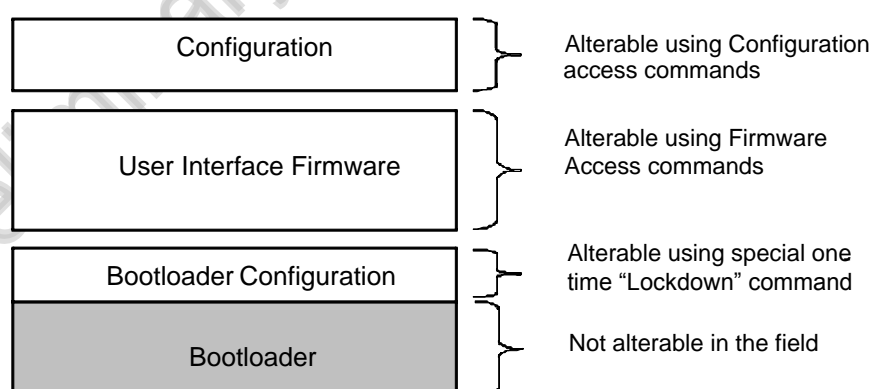 Configuration
Alterable using Configuration
access commands
User Interface Firmware
Alterable using Firmware
Access commands
Bootloader Configuration
Alterable using special one
time “Lockdown” command
Bootloader
Not alterable in the field